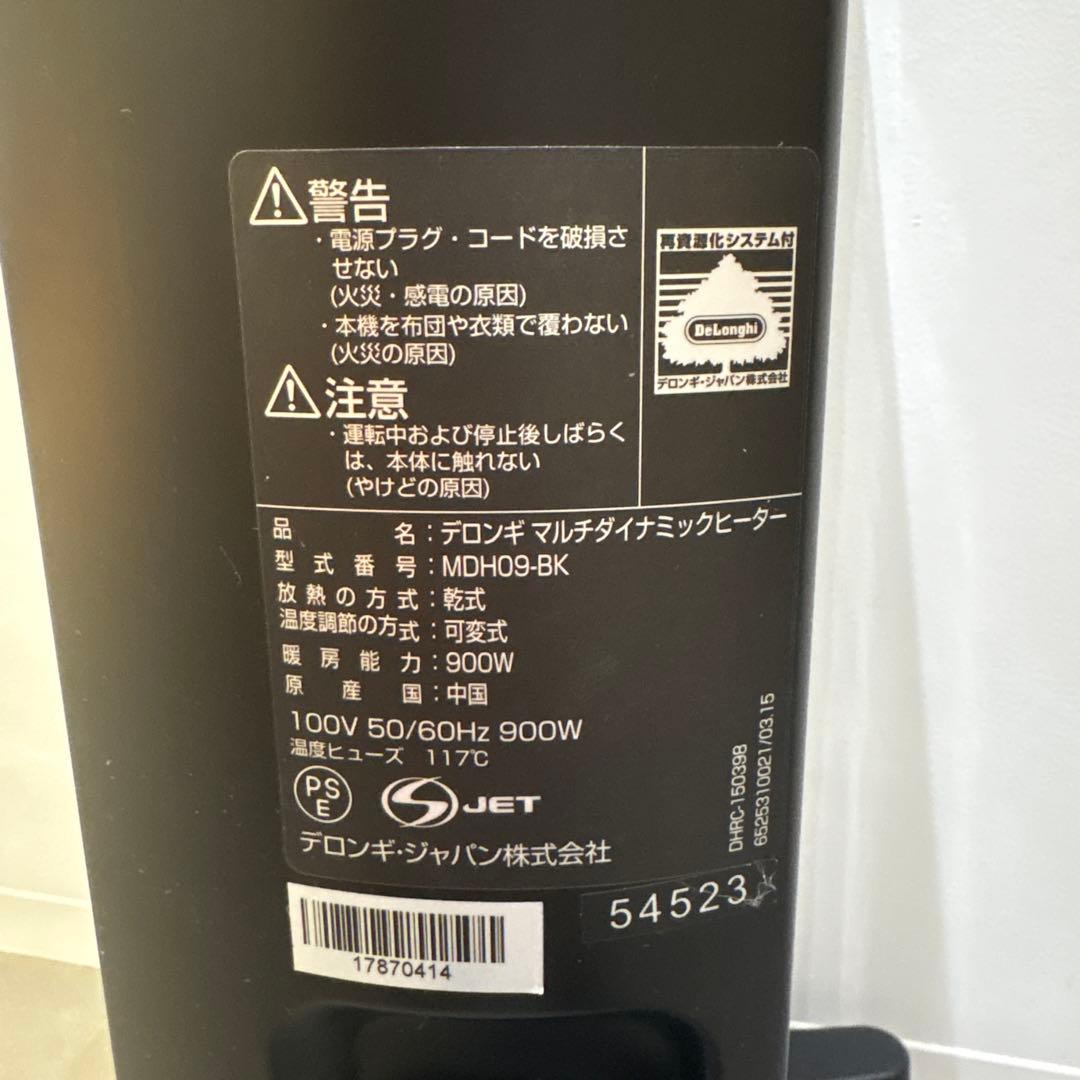 警告
・電源プラグ・コードを破損さ
せない
(火災・感電の原因)
・本機を布団や衣類で覆わない
(火災の原因)
注意
・運転中および停止後しばらく
は、本体に触れない
(やけどの原因)
再資源化システム付
DeLonghi
デロンギ・ジャパン株式会社
品名：デロンギ マルチダイナミックヒーター
型式番号：MDH09-BK
放熱の方式：乾式
温度調節の方式：可変式
暖房能力：900W
原産国：中国
100V 50/60Hz 900W
温度ヒューズ 117℃
PS
E
S JET
デロンギ・ジャパン株式会社
DHRC-150398
6525310021/03.15
54523
17870414